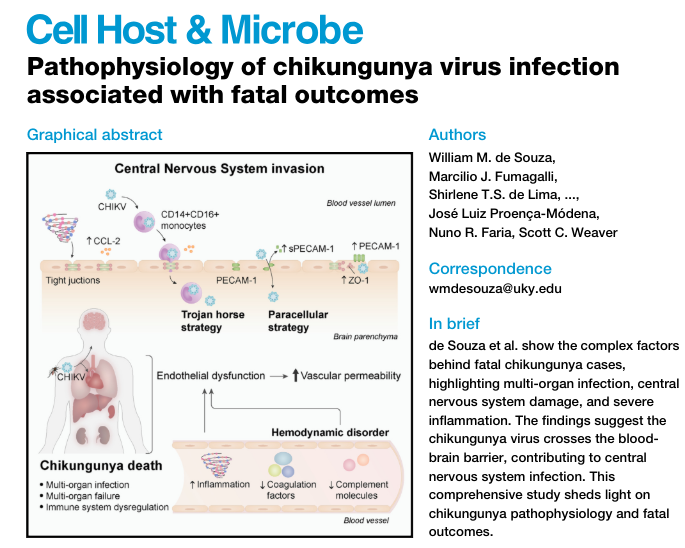 Cell Host & Microbe
Pathophysiology of chikungunya virus infection
associated with fatal outcomes
Graphical abstract
Central Nervous System invasion
Blood vessel lumen
CHIKV
CD14+CD16+
monocytes
↑CCL-2
↑sPECAM-1
↑PECAM-1
Tight juctions
PECAM-1
↑ZO-1
Trojan horse
strategy
Paracellular
strategy
Brain parenchyma
CHIKV
Endothelial dysfunction → ↑Vascular permeability
Hemodynamic disorder
Chikungunya death
• Multi-organ infection
• Multi-organ failure
• Immune system dysregulation
↑Inflammation
↓Coagulation
factors
↓Complement
molecules
Blood vessel
Authors
William M. de Souza,
Marcilio J. Fumagalli,
Shirlene T.S. de Lima, ...,
José Luiz Proença-Módena,
Nuno R. Faria, Scott C. Weaver
Correspondence
wmdesouza@uky.edu
In brief
de Souza et al. show the complex factors
behind fatal chikungunya cases,
highlighting multi-organ infection, central
nervous system damage, and severe
inflammation. The findings suggest the
chikungunya virus crosses the blood-
brain barrier, contributing to central
nervous system infection. This
comprehensive study sheds light on
chikungunya pathophysiology and fatal
outcomes.